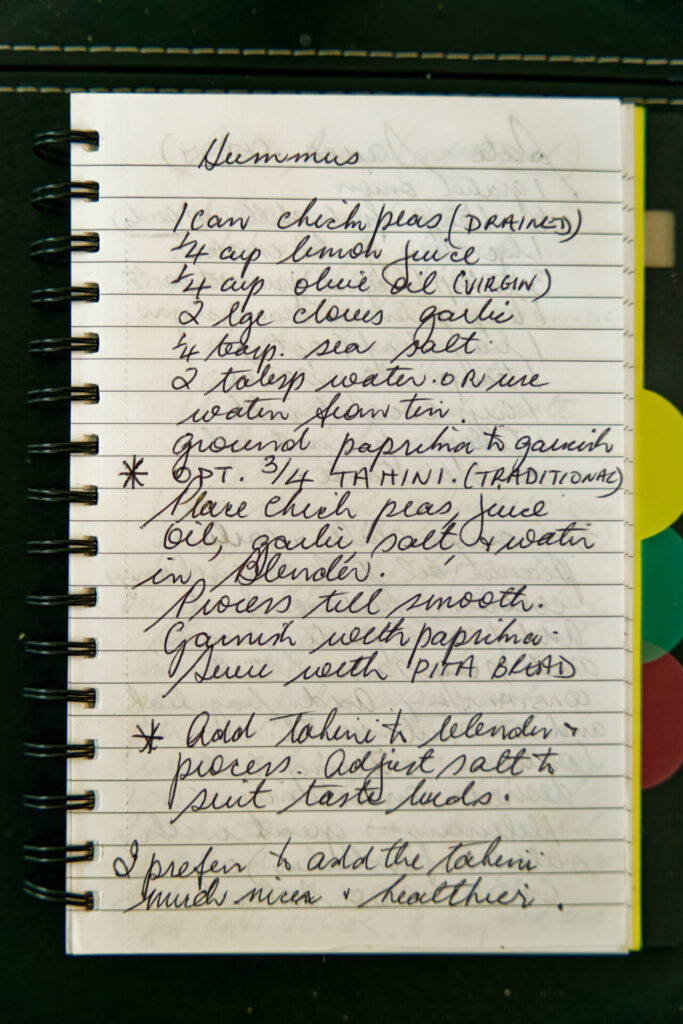 Hummus
1 can chick peas (DRAINED)
1/4 cup lemon juice
1/4 cup olive oil (VIRGIN)
2 lge cloves garlic
1/4 teasp. sea salt.
2 tablsp water. OR use
water from tin.
ground paprika to garnish
* OPT. 3/4 TAHINI. (TRADITIONAL)
Place chick peas, juice
oil, garlic, salt, & water
in Blender.
Process till smooth.
Garnish with paprika.
Serve with PITA BREAD
* Add tahini to blender &
process. Adjust salt to
suit taste buds.
I prefer to add the tahini
much nicer & healthier.